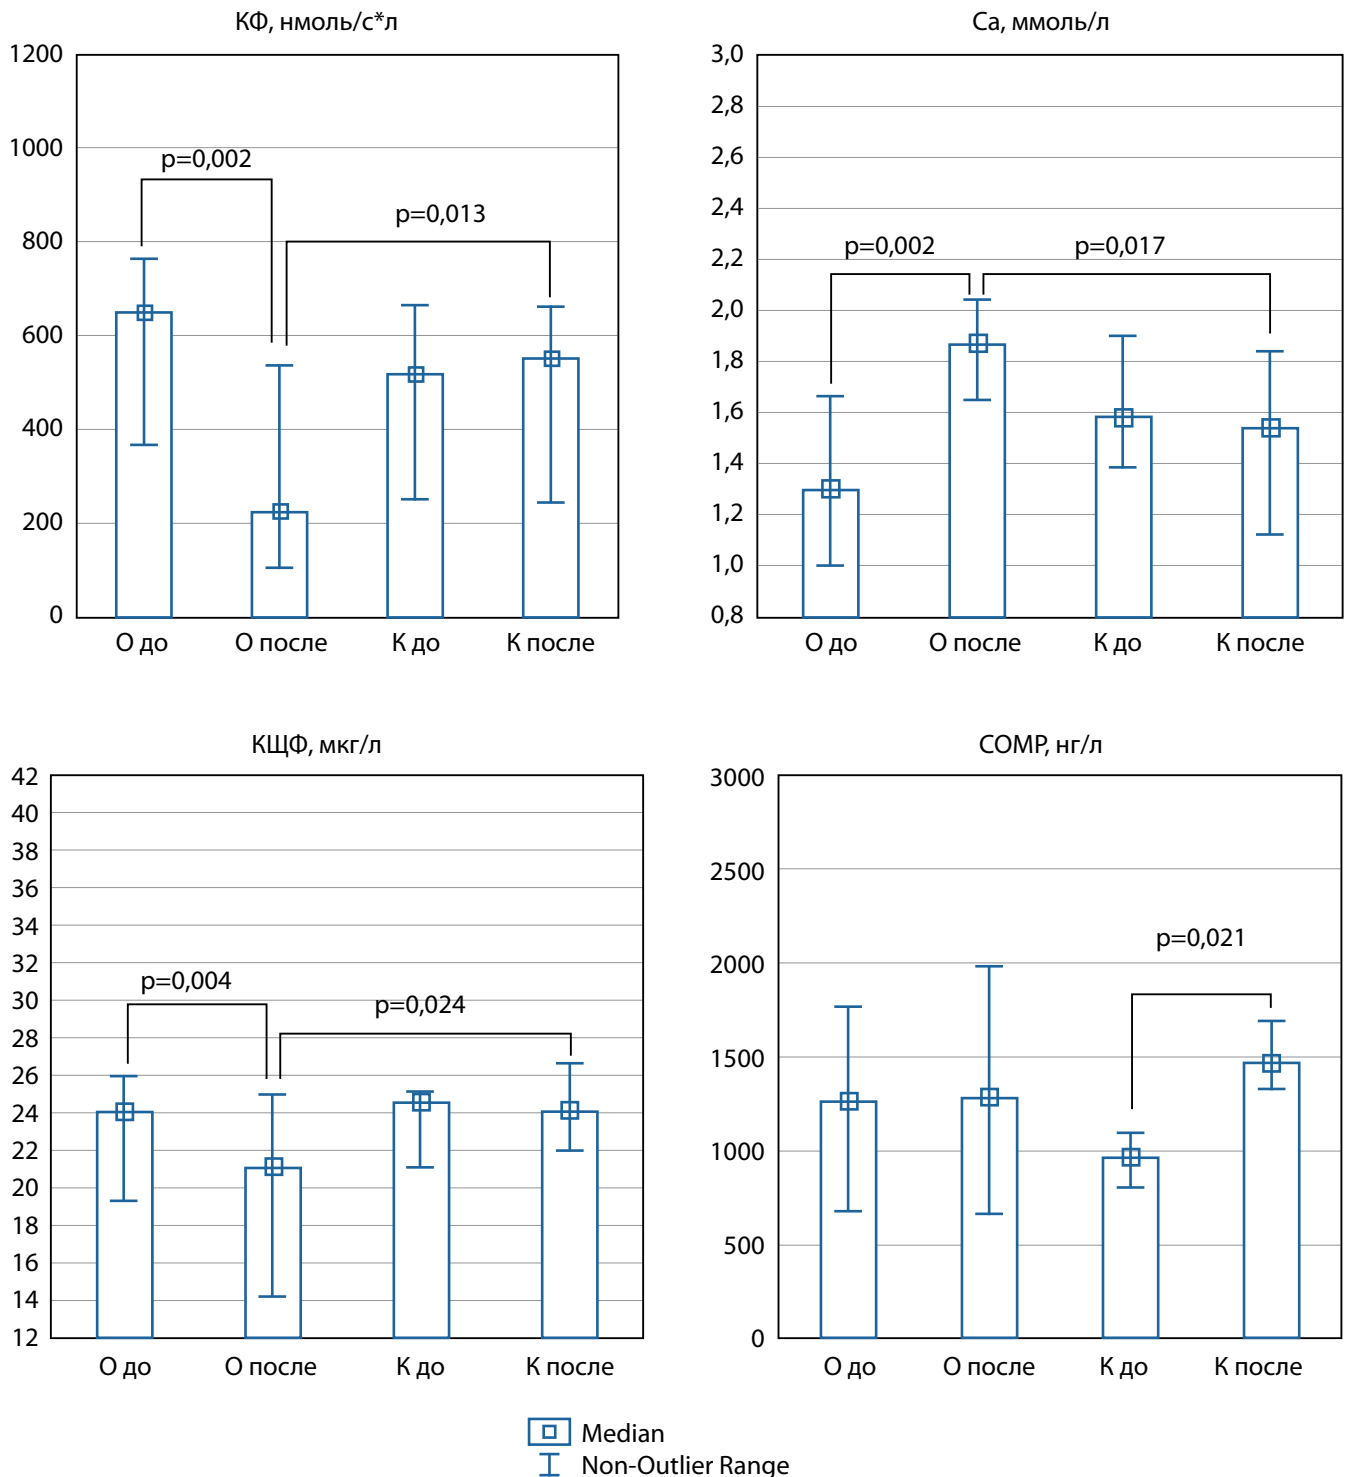 КФ, нмоль/с*л
1200
1000
800
600
400
200
0
p=0,002
p=0,013
О до О после К до К после
Ca, ммоль/л
3,0
2,8
2,6
2,4
2,2
2,0
1,8
1,6
1,4
1,2
1,0
0,8
p=0,002
p=0,017
О до О после К до К после
КЩФ, мкг/л
42
40
38
36
34
32
30
28
26
24
22
20
18
16
14
12
p=0,004
p=0,024
О до О после К до К после
COMP, нг/л
3000
2500
2000
1500
1000
500
0
p=0,021
О до О после К до К после
Median
Non-Outlier Range